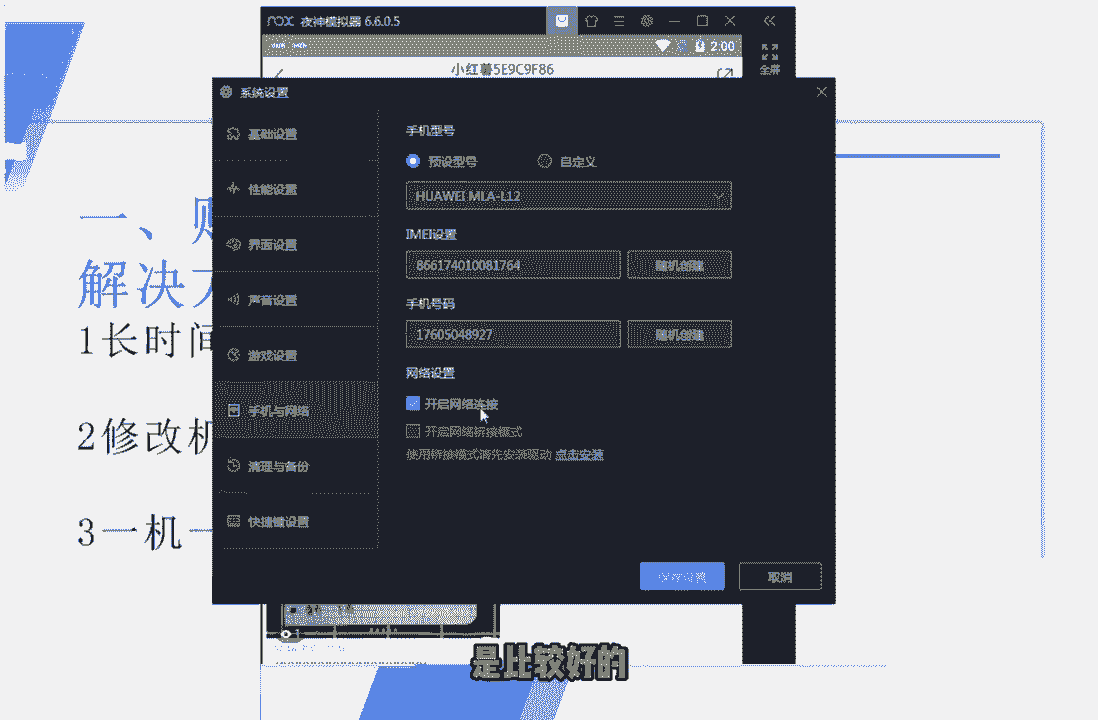 nox 夜神模拟器 6.6.0.5
2:00
小红薯5E9C9F86
全屏
系统设置
基础设置
性能设置
界面设置
声音设置
游戏设置
手机与网络
清理与备份
快捷键设置
手机型号
预设型号
自定义
HUAWEI MLA-L12
IMEI设置
866174010081764
随机创建
手机号码
17605048927
随机创建
网络设置
开启网络连接
开启网络桥接模式
使用桥接模式请先安装驱动 点击安装
保存设置
取消
一、
解决
1长时间
2修改机
3一机一
是比较好的